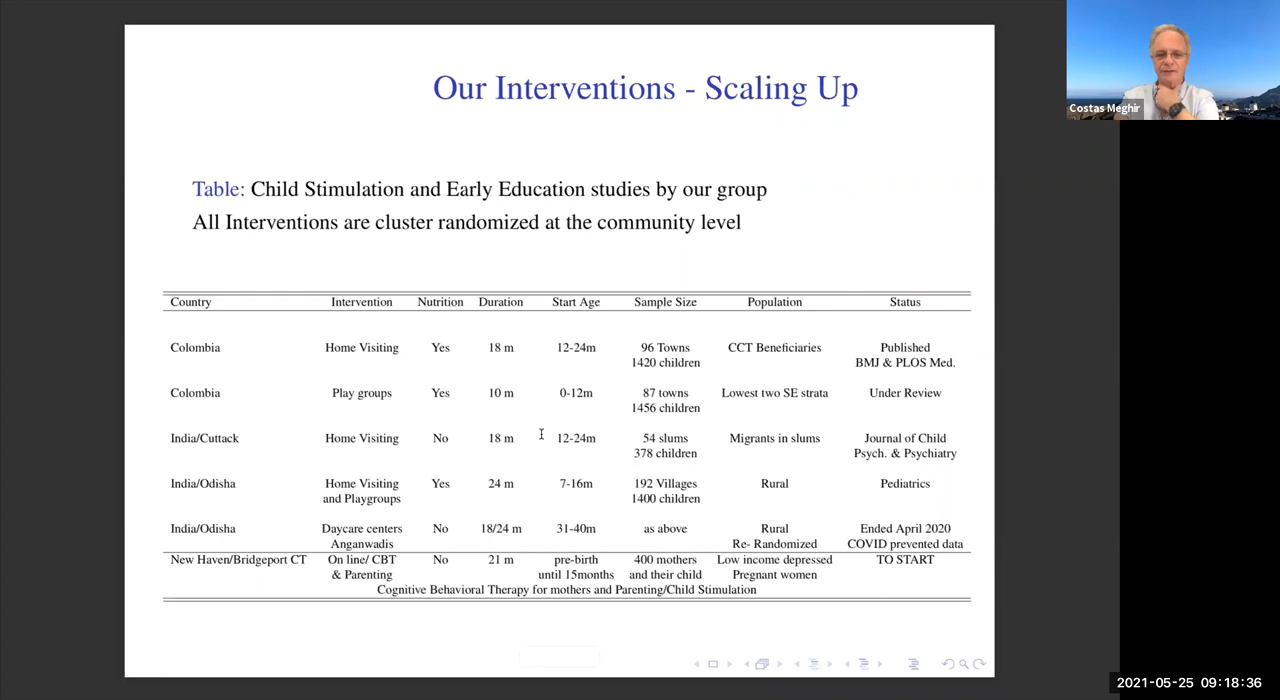 Our Interventions - Scaling Up
Costas Meghir
Table: Child Stimulation and Early Education studies by our group
All Interventions are cluster randomized at the community level
Country Intervention Nutrition Duration Start Age Sample Size Population Status
Colombia Home Visiting Yes 18 m 12-24m 96 Towns CCT Beneficiaries Published
1420 children BMJ & PLOS Med.
Colombia Play groups Yes 10 m 0-12m 87 towns Lowest two SE strata Under Review
1456 children
India/Cuttack Home Visiting No 18 m 12-24m 54 slums Migrants in slums Journal of Child
378 children Psych. & Psychiatry
India/Odisha Home Visiting Yes 24 m 7-16m 192 Villages Rural Pediatrics
and Playgroups 1400 children
India/Odisha Daycare centers No 18/24 m 31-40m as above Rural Ended April 2020
Anganwadis Re- Randomized COVID prevented data
New Haven/Bridgeport CT On line/ CBT No 21 m pre-birth 400 mothers Low income depressed TO START
& Parenting until 15months and their child Pregnant women
Cognitive Behavioral Therapy for mothers and Parenting/Child Stimulation
2021-05-25 09:18:36